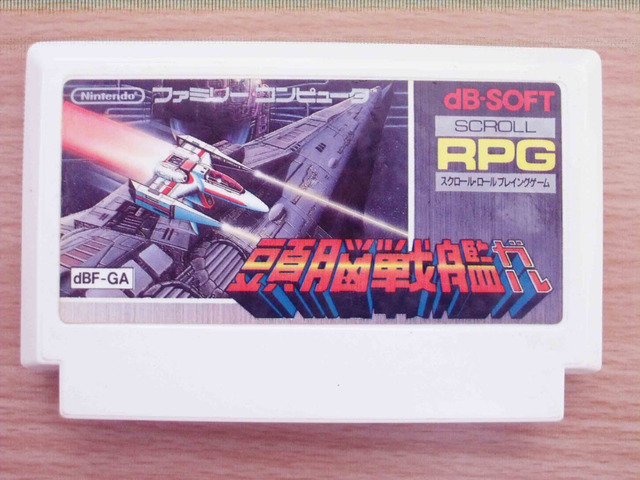 Nintendo ファミリーコンピュータ
dB-SOFT
SCROLL
RPG
スクロール・ロールプレイングゲーム
頭脳戦艦ガル
dBF-GA